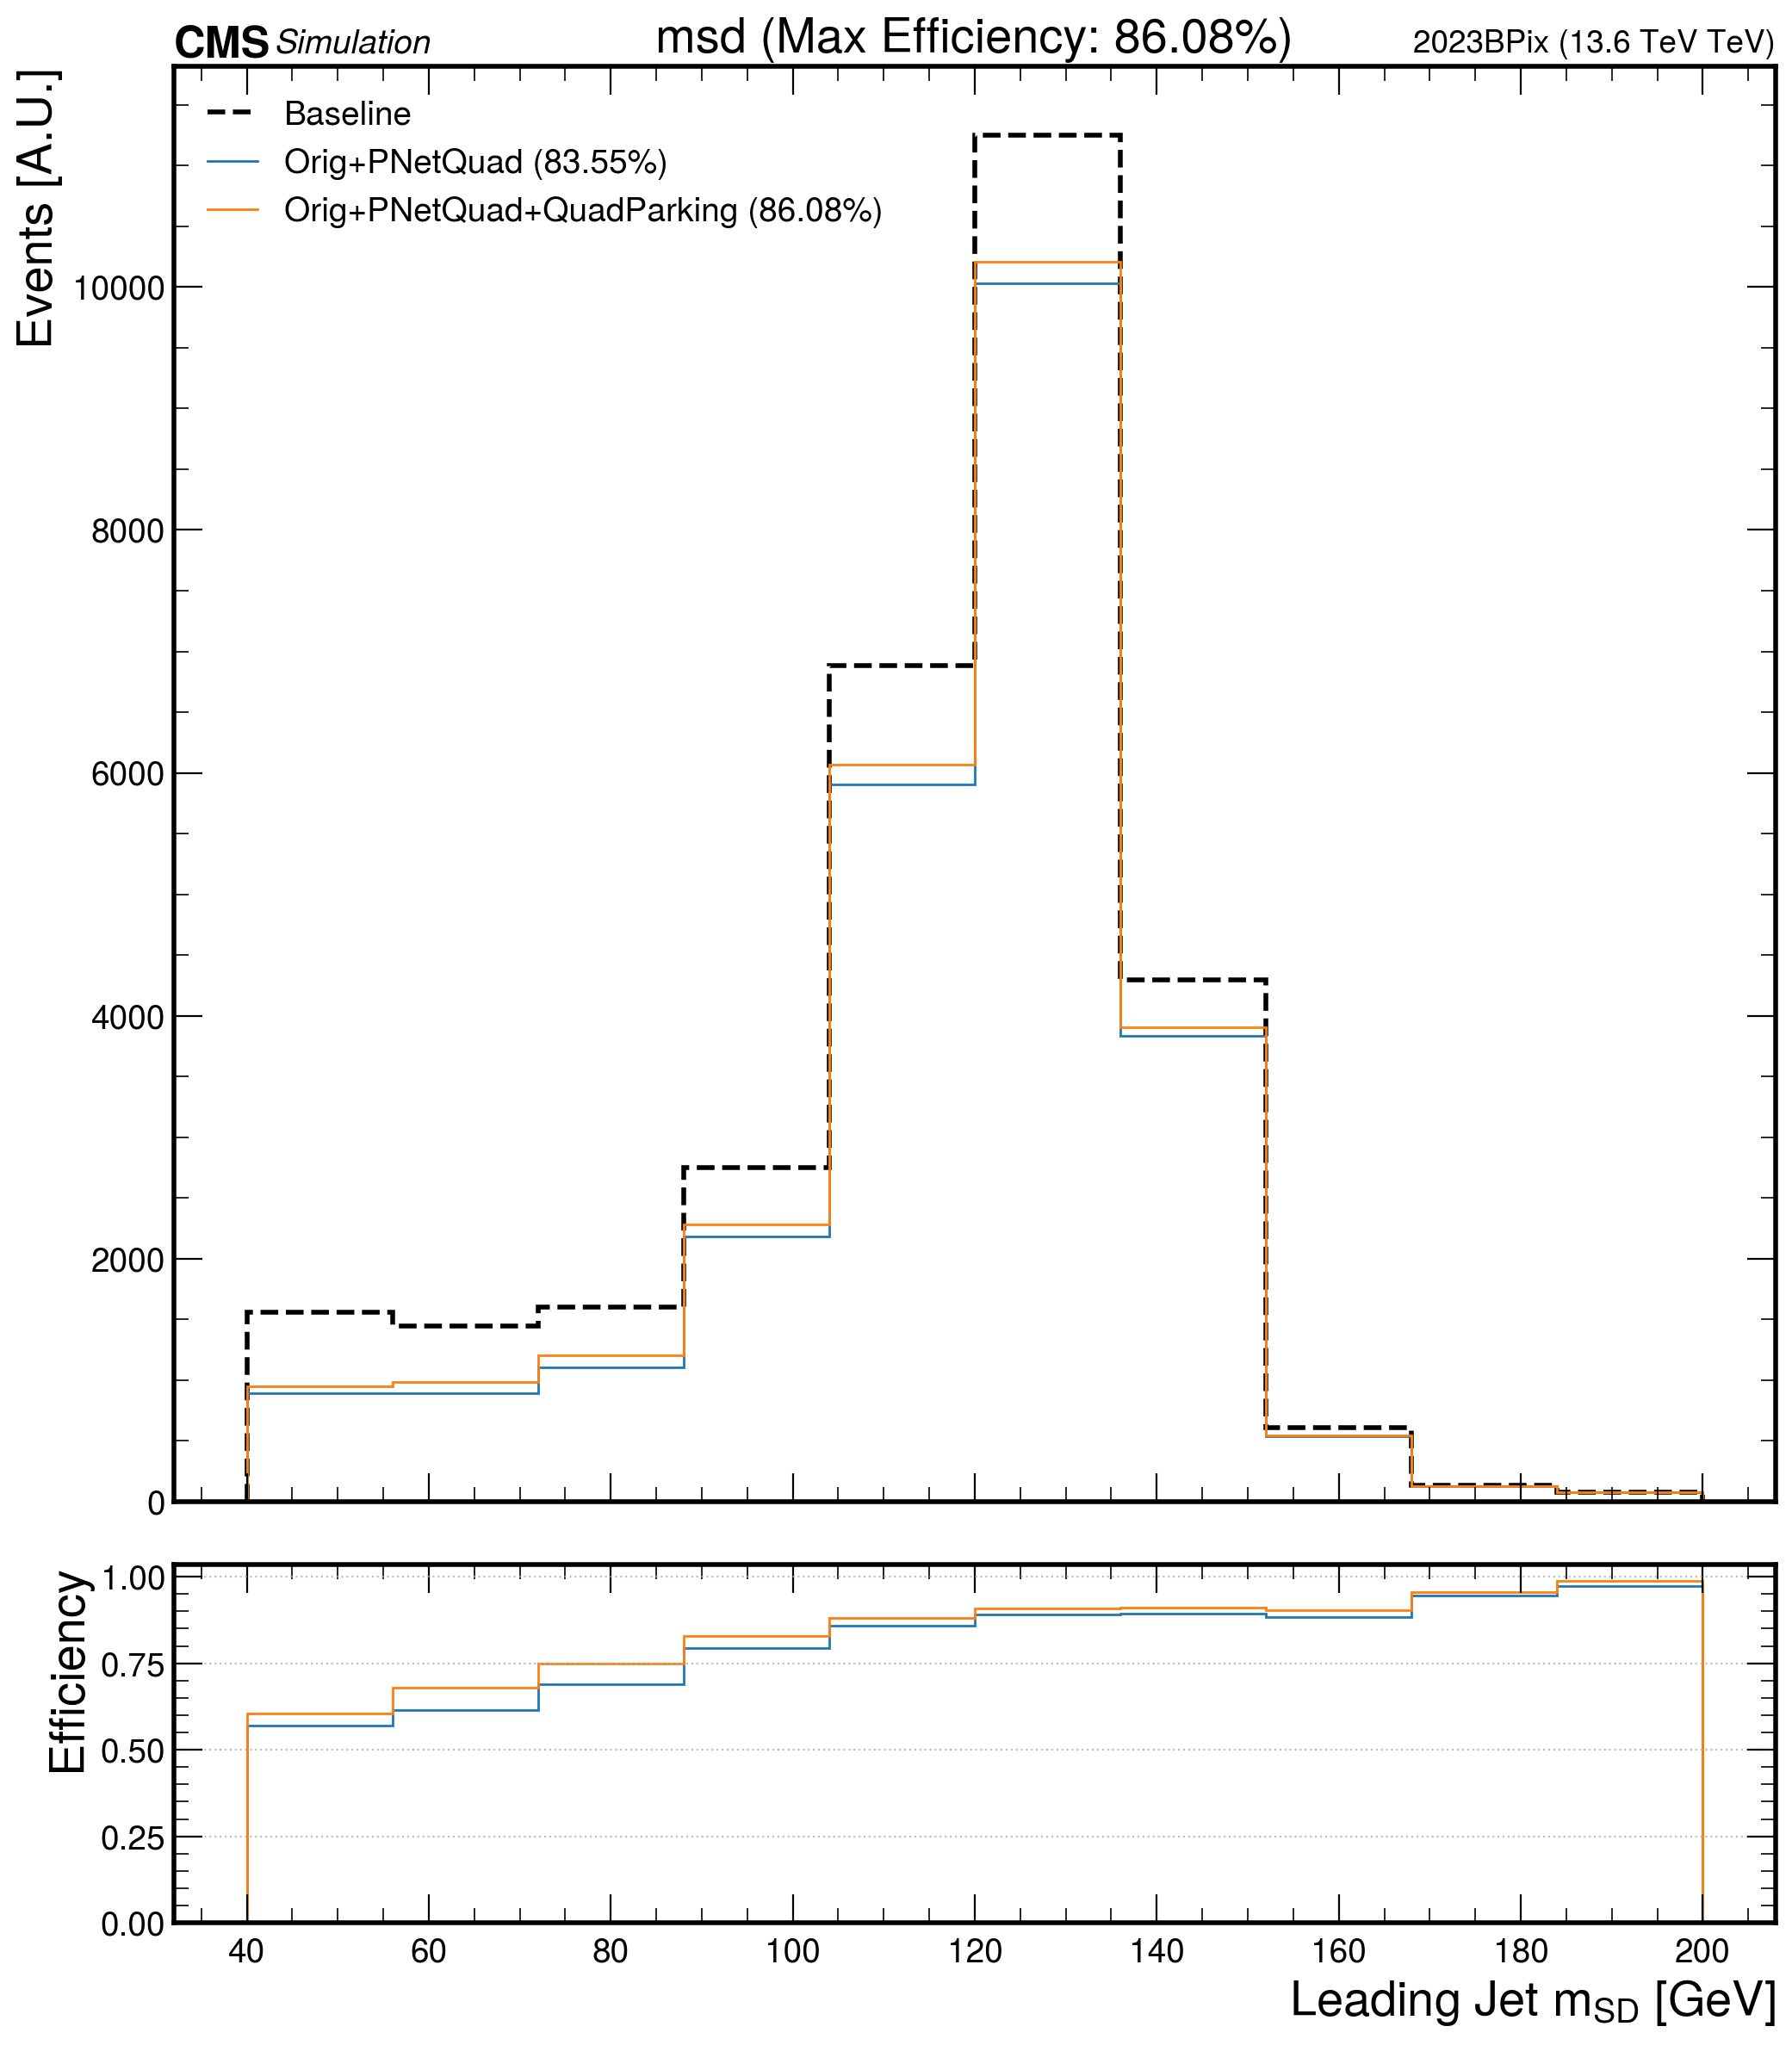 CMS Simulation msd (Max Efficiency: 86.08%) 2023BPix (13.6 TeV TeV)
Events [A.U.]
Baseline
Orig+PNetQuad (83.55%)
Orig+PNetQuad+QuadParking (86.08%)
10000
8000
6000
4000
2000
0
Efficiency
1.00
0.75
0.50
0.25
0.00
40 60 80 100 120 140 160 180 200
Leading Jet mSD [GeV]